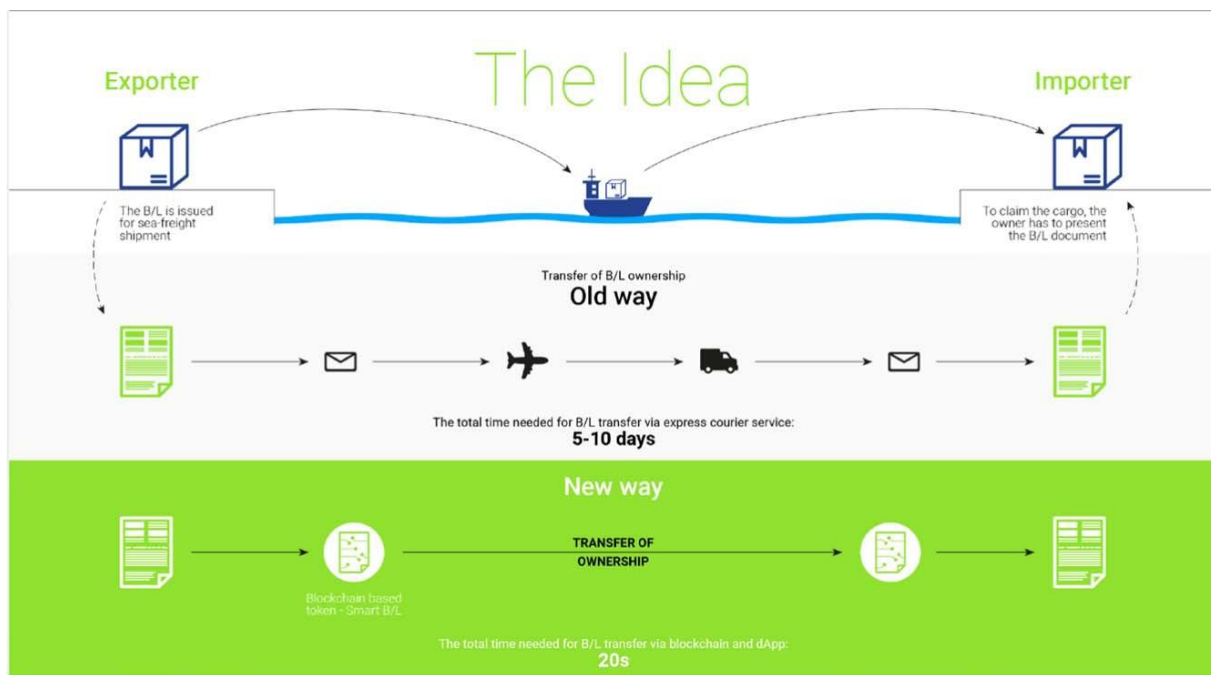 The Idea
Exporter
Importer
The B/L is issued
for sea-freight
shipment
To claim the cargo, the
owner has to present
the B/L document
Transfer of B/L ownership
Old way
The total time needed for B/L transfer via express courier service:
5-10 days
New way
TRANSFER OF
OWNERSHIP
Blockchain based
token - Smart B/L
The total time needed for B/L transfer via blockchain and dApp:
20s